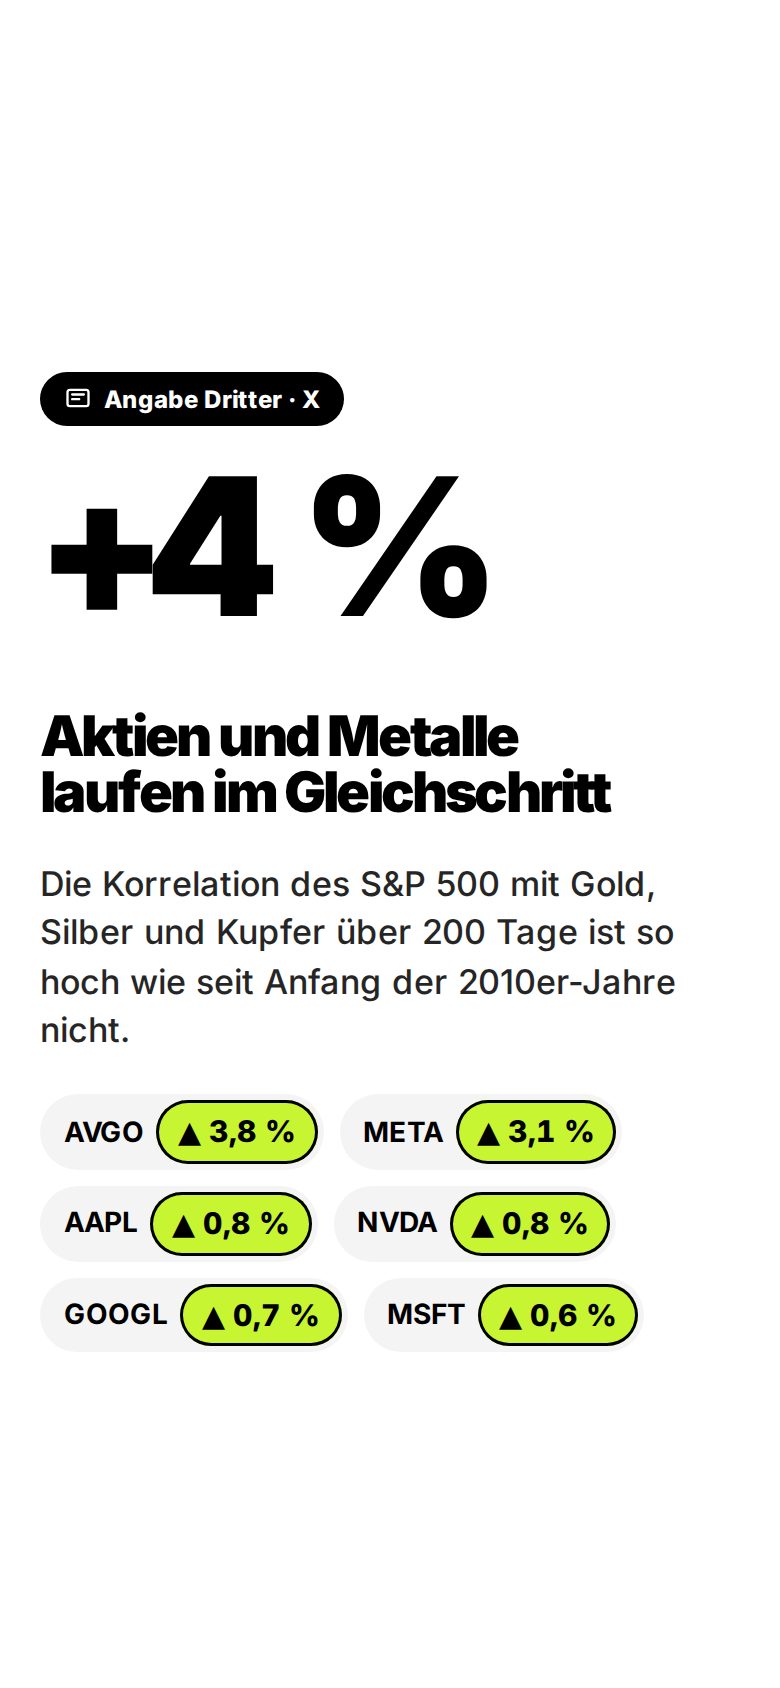 Angabe Dritter · X
+4 %
Aktien und Metalle
laufen im Gleichschritt
Die Korrelation des S&P 500 mit Gold,
Silber und Kupfer über 200 Tage ist so
hoch wie seit Anfang der 2010er-Jahre
nicht.
AVGO ▲ 3,8 % META ▲ 3,1 %
AAPL ▲ 0,8 % NVDA ▲ 0,8 %
GOOGL ▲ 0,7 % MSFT ▲ 0,6 %